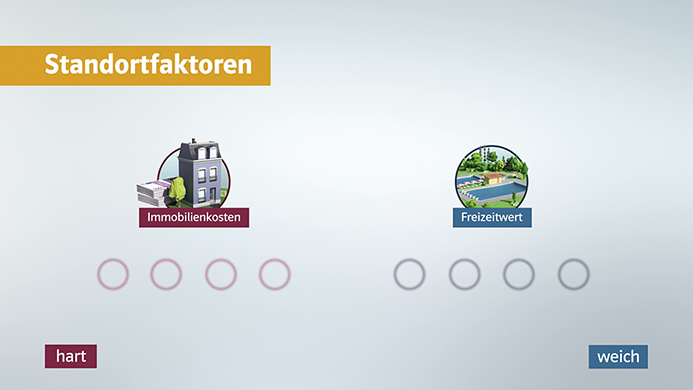 Standortfaktoren
Immobilienkosten
Freizeitwert
hart
weich